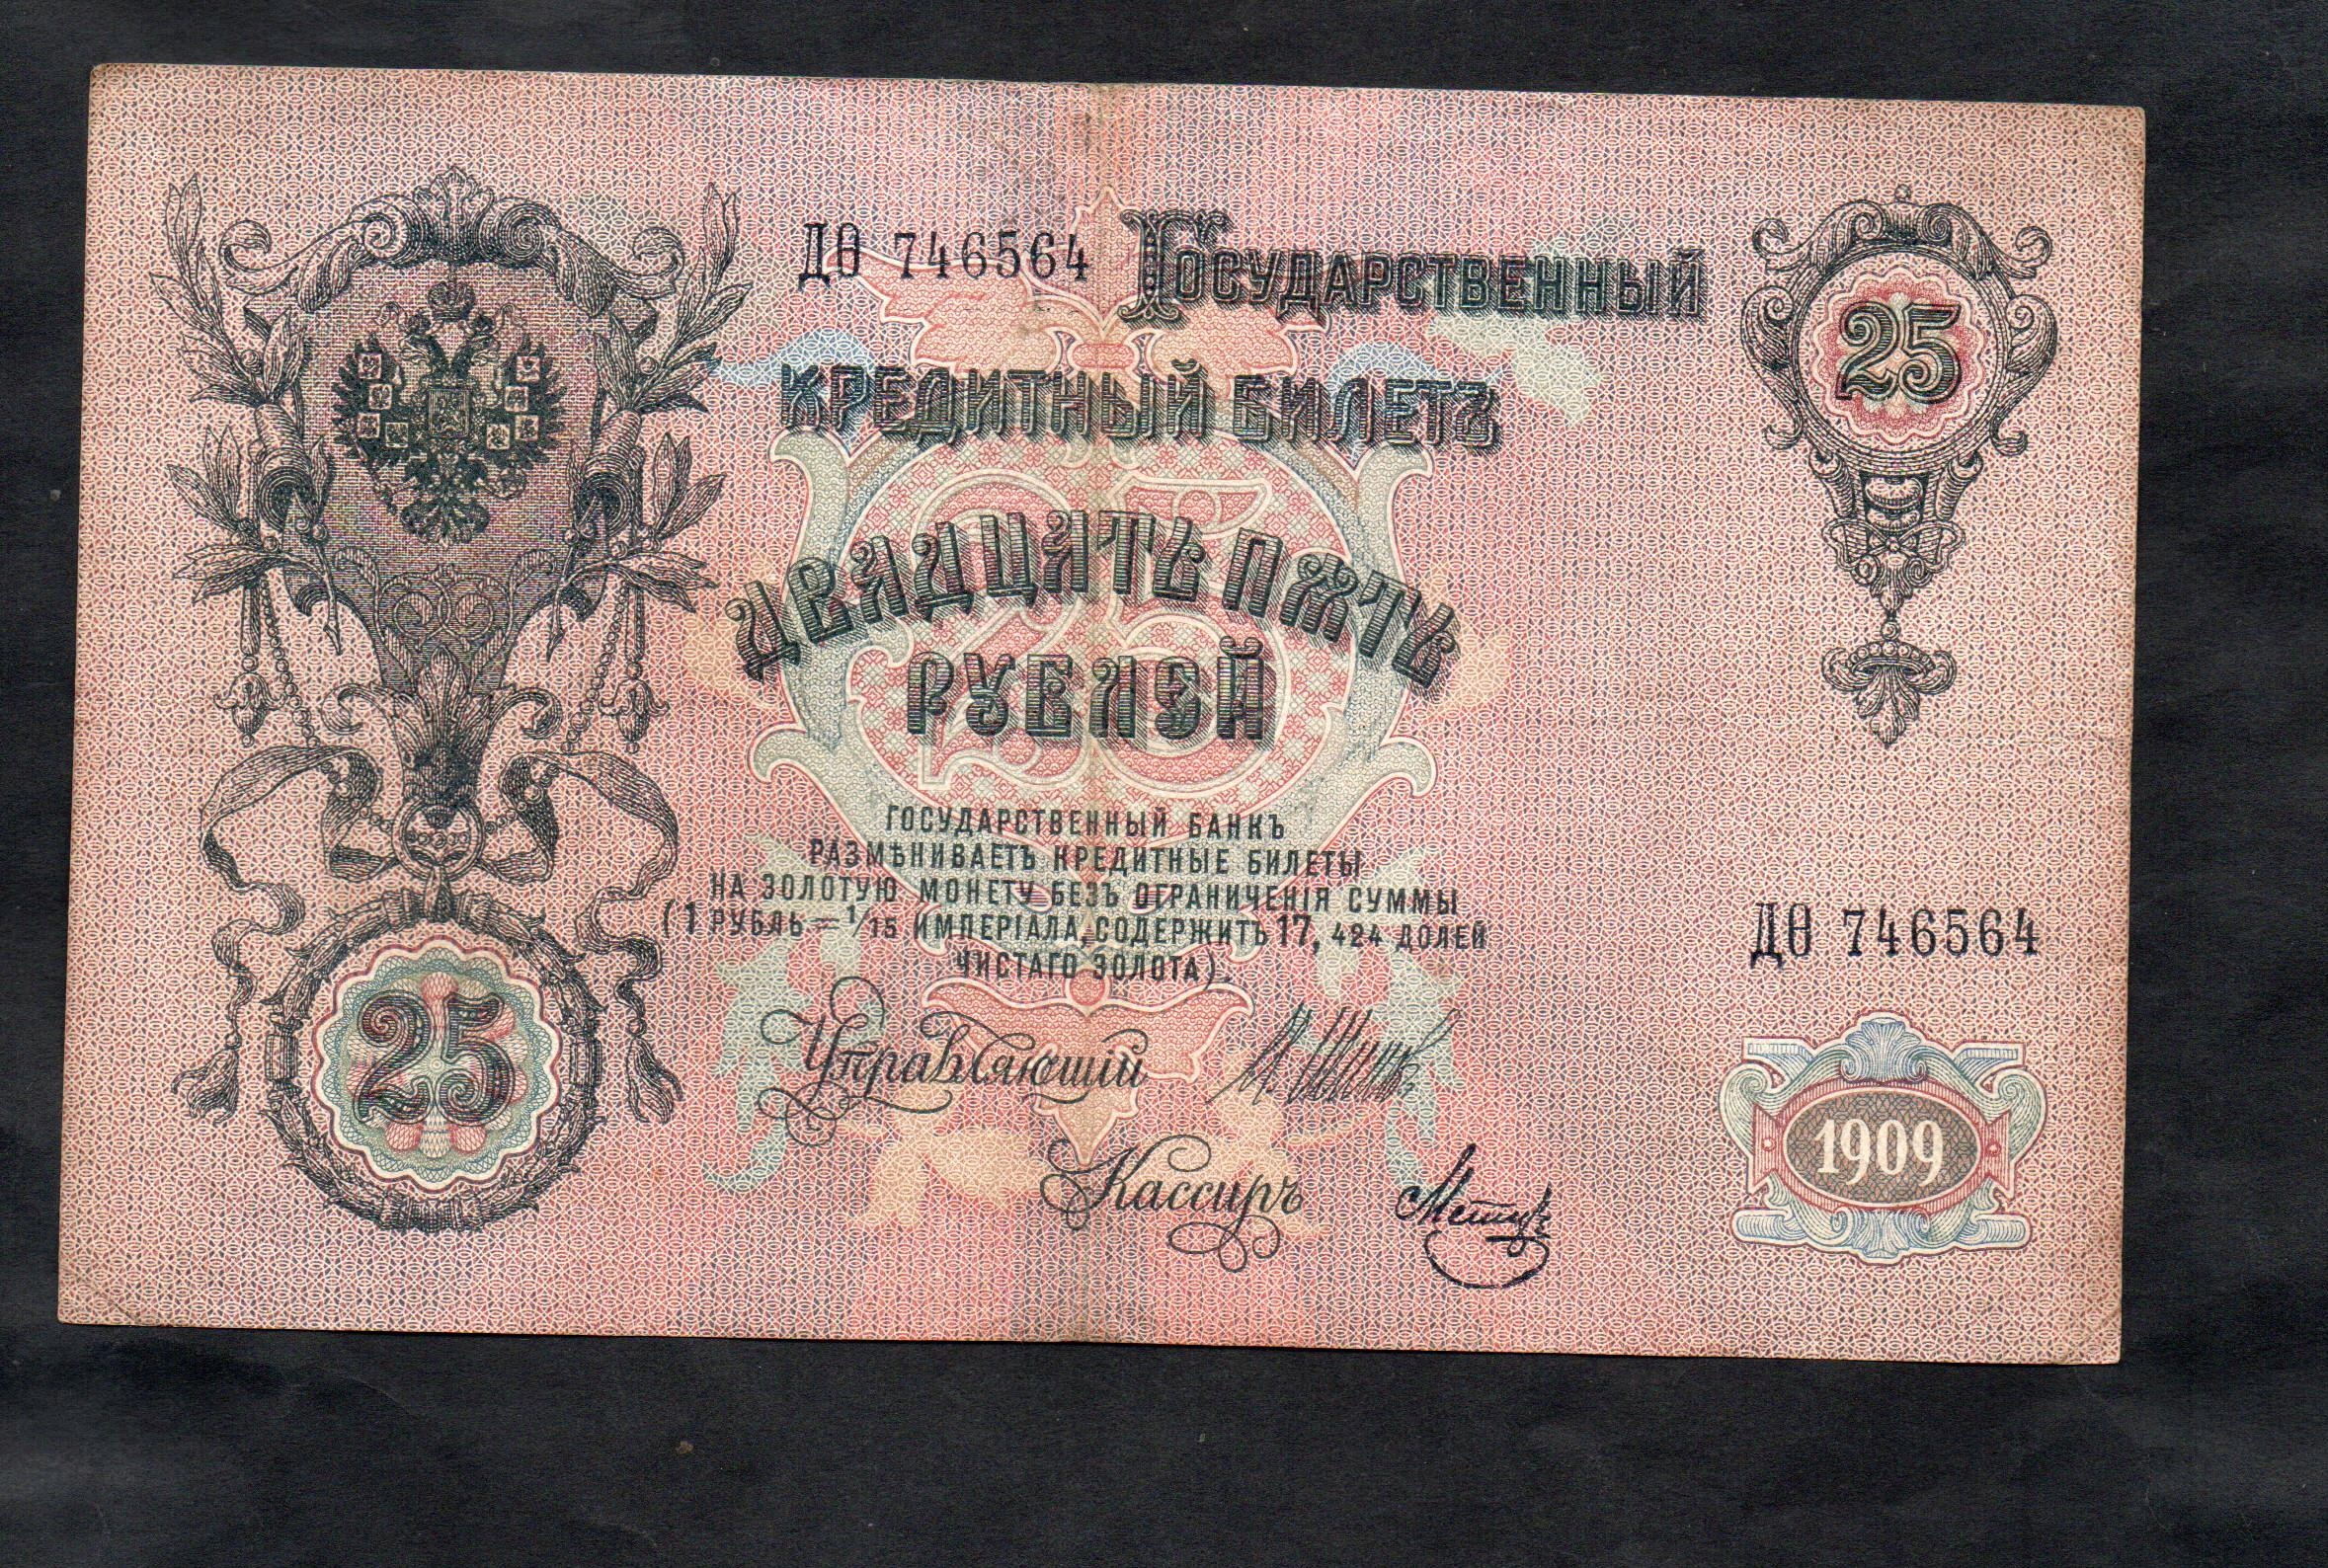 ДѲ 746564 ГОСУДАРСТВЕННЫЙ
25
КРЕДИТНЫЙ БИЛЕТЪ
ДВАДЦАТЬ ПЯТЬ
РУБЛЕЙ
ГОСУДАРСТВЕННЫЙ БАНКЪ
РАЗМѢНИВАЕТЪ КРЕДИТНЫЕ БИЛЕТЫ
НА ЗОЛОТУЮ МОНЕТУ БЕЗЪ ОГРАНИЧЕНІЯ СУММЫ
(1 РУБЛЬ = 1/15 ИМПЕРІАЛА, СОДЕРЖИТЪ 17, 424 ДОЛЕЙ
ЧИСТАГО ЗОЛОТА).
ДѲ 746564
25
25
Управляющій
Кассиръ
1909